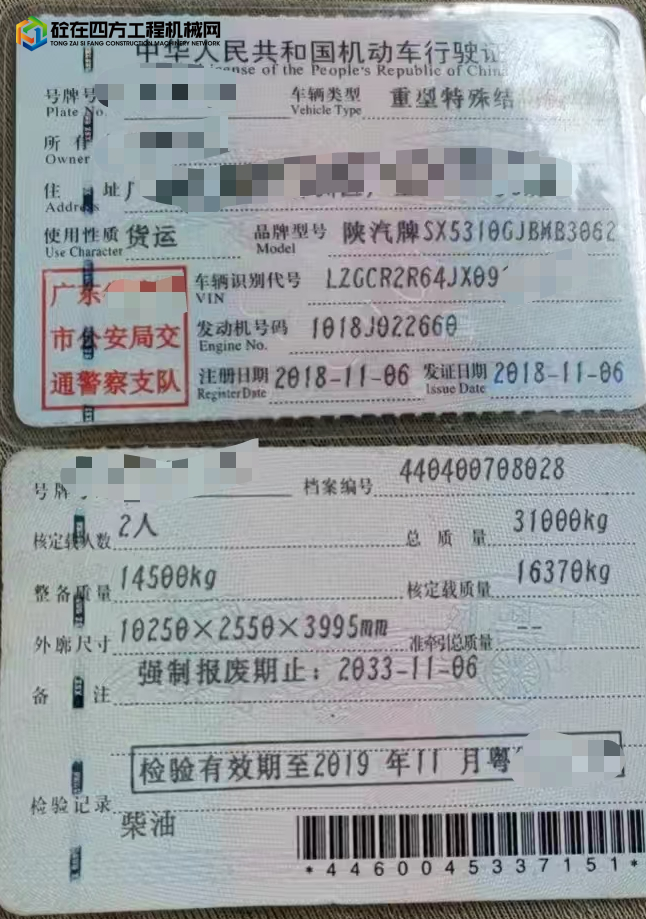 砼在四方工程机械网
TONG ZAI SI FANG CONSTRUCTION MACHINERY NETWORK
中华人民共和国机动车行驶证
License of the People's Republic of China
号牌号 车辆类型 重型特殊结
Plate No. Vehicle Type
所
Owner
住 址
Address
使用性质 货运 品牌型号 陕汽牌SX5310GJBMB3062
Use Character Model
广东
市公安局交
通警察支队
车辆识别代号 LZGCR2R64JX09
VIN
发动机号码 1018J022660
Engine No.
注册日期 2018-11-06 发证日期 2018-11-06
Register Date Issue Date
号牌 档案编号 440400708028
核定载人数 2人 总质量 31000kg
整备质量 14500kg 核定载质量 16370kg
外廓尺寸 10250×2550×3995mm 准牵引总质量 --
备注 强制报废期止：2033-11-06
检验有效期至2019 年11 月粤
检验记录
柴油
*4460045337151*